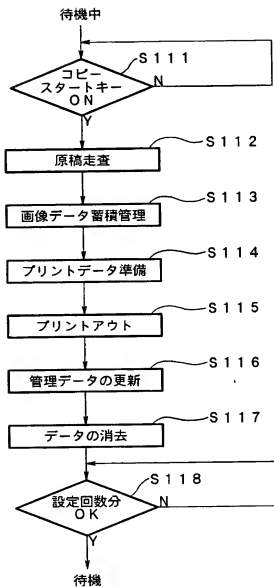 待機中
S111
コピー
スタートキー
ON
N
Y
S112
原稿走査
S113
画像データ蓄積管理
S114
プリントデータ準備
S115
プリントアウト
S116
管理データの更新
S117
データの消去
S118
設定回数分
OK
N
Y
待機